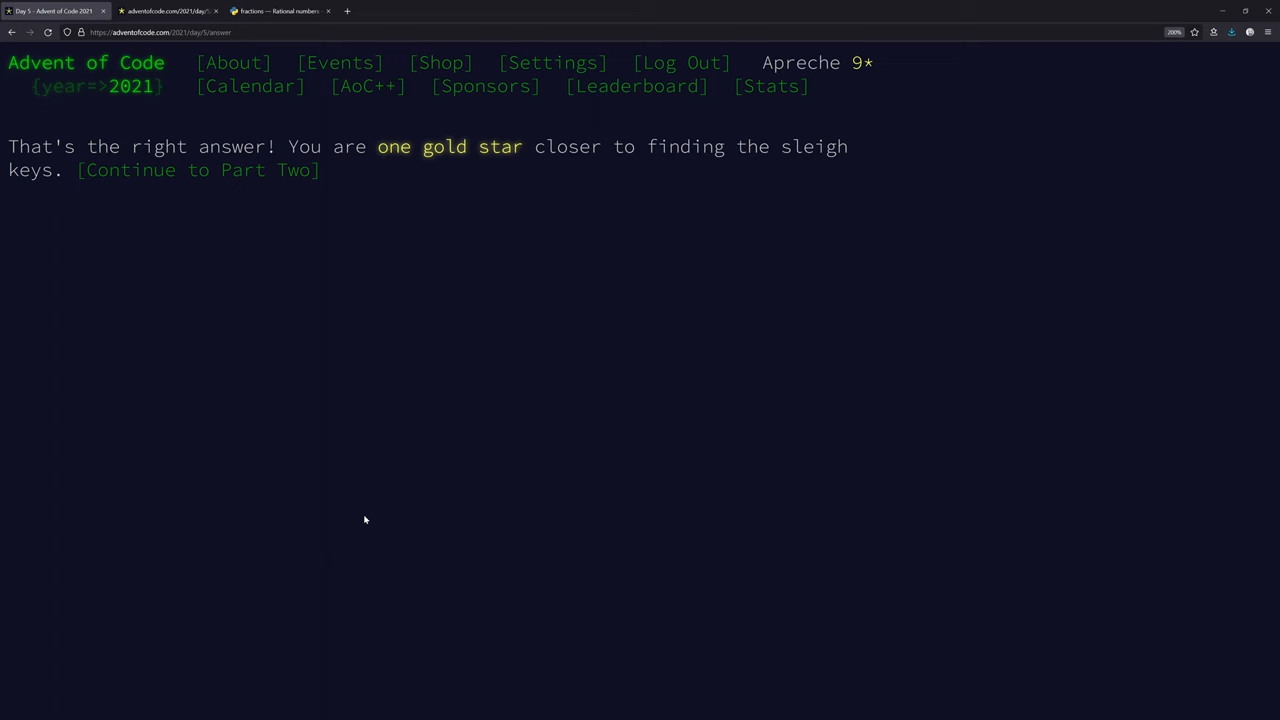 Day 5 - Advent of Code 2021
adventofcode.com/2021/day/5
fractions — Rational numbers
https://adventofcode.com/2021/day/5/answer
200%
Advent of Code [About] [Events] [Shop] [Settings] [Log Out] Apreche 9*
{year=>2021} [Calendar] [AoC++] [Sponsors] [Leaderboard] [Stats]
That's the right answer! You are one gold star closer to finding the sleigh
keys. [Continue to Part Two]